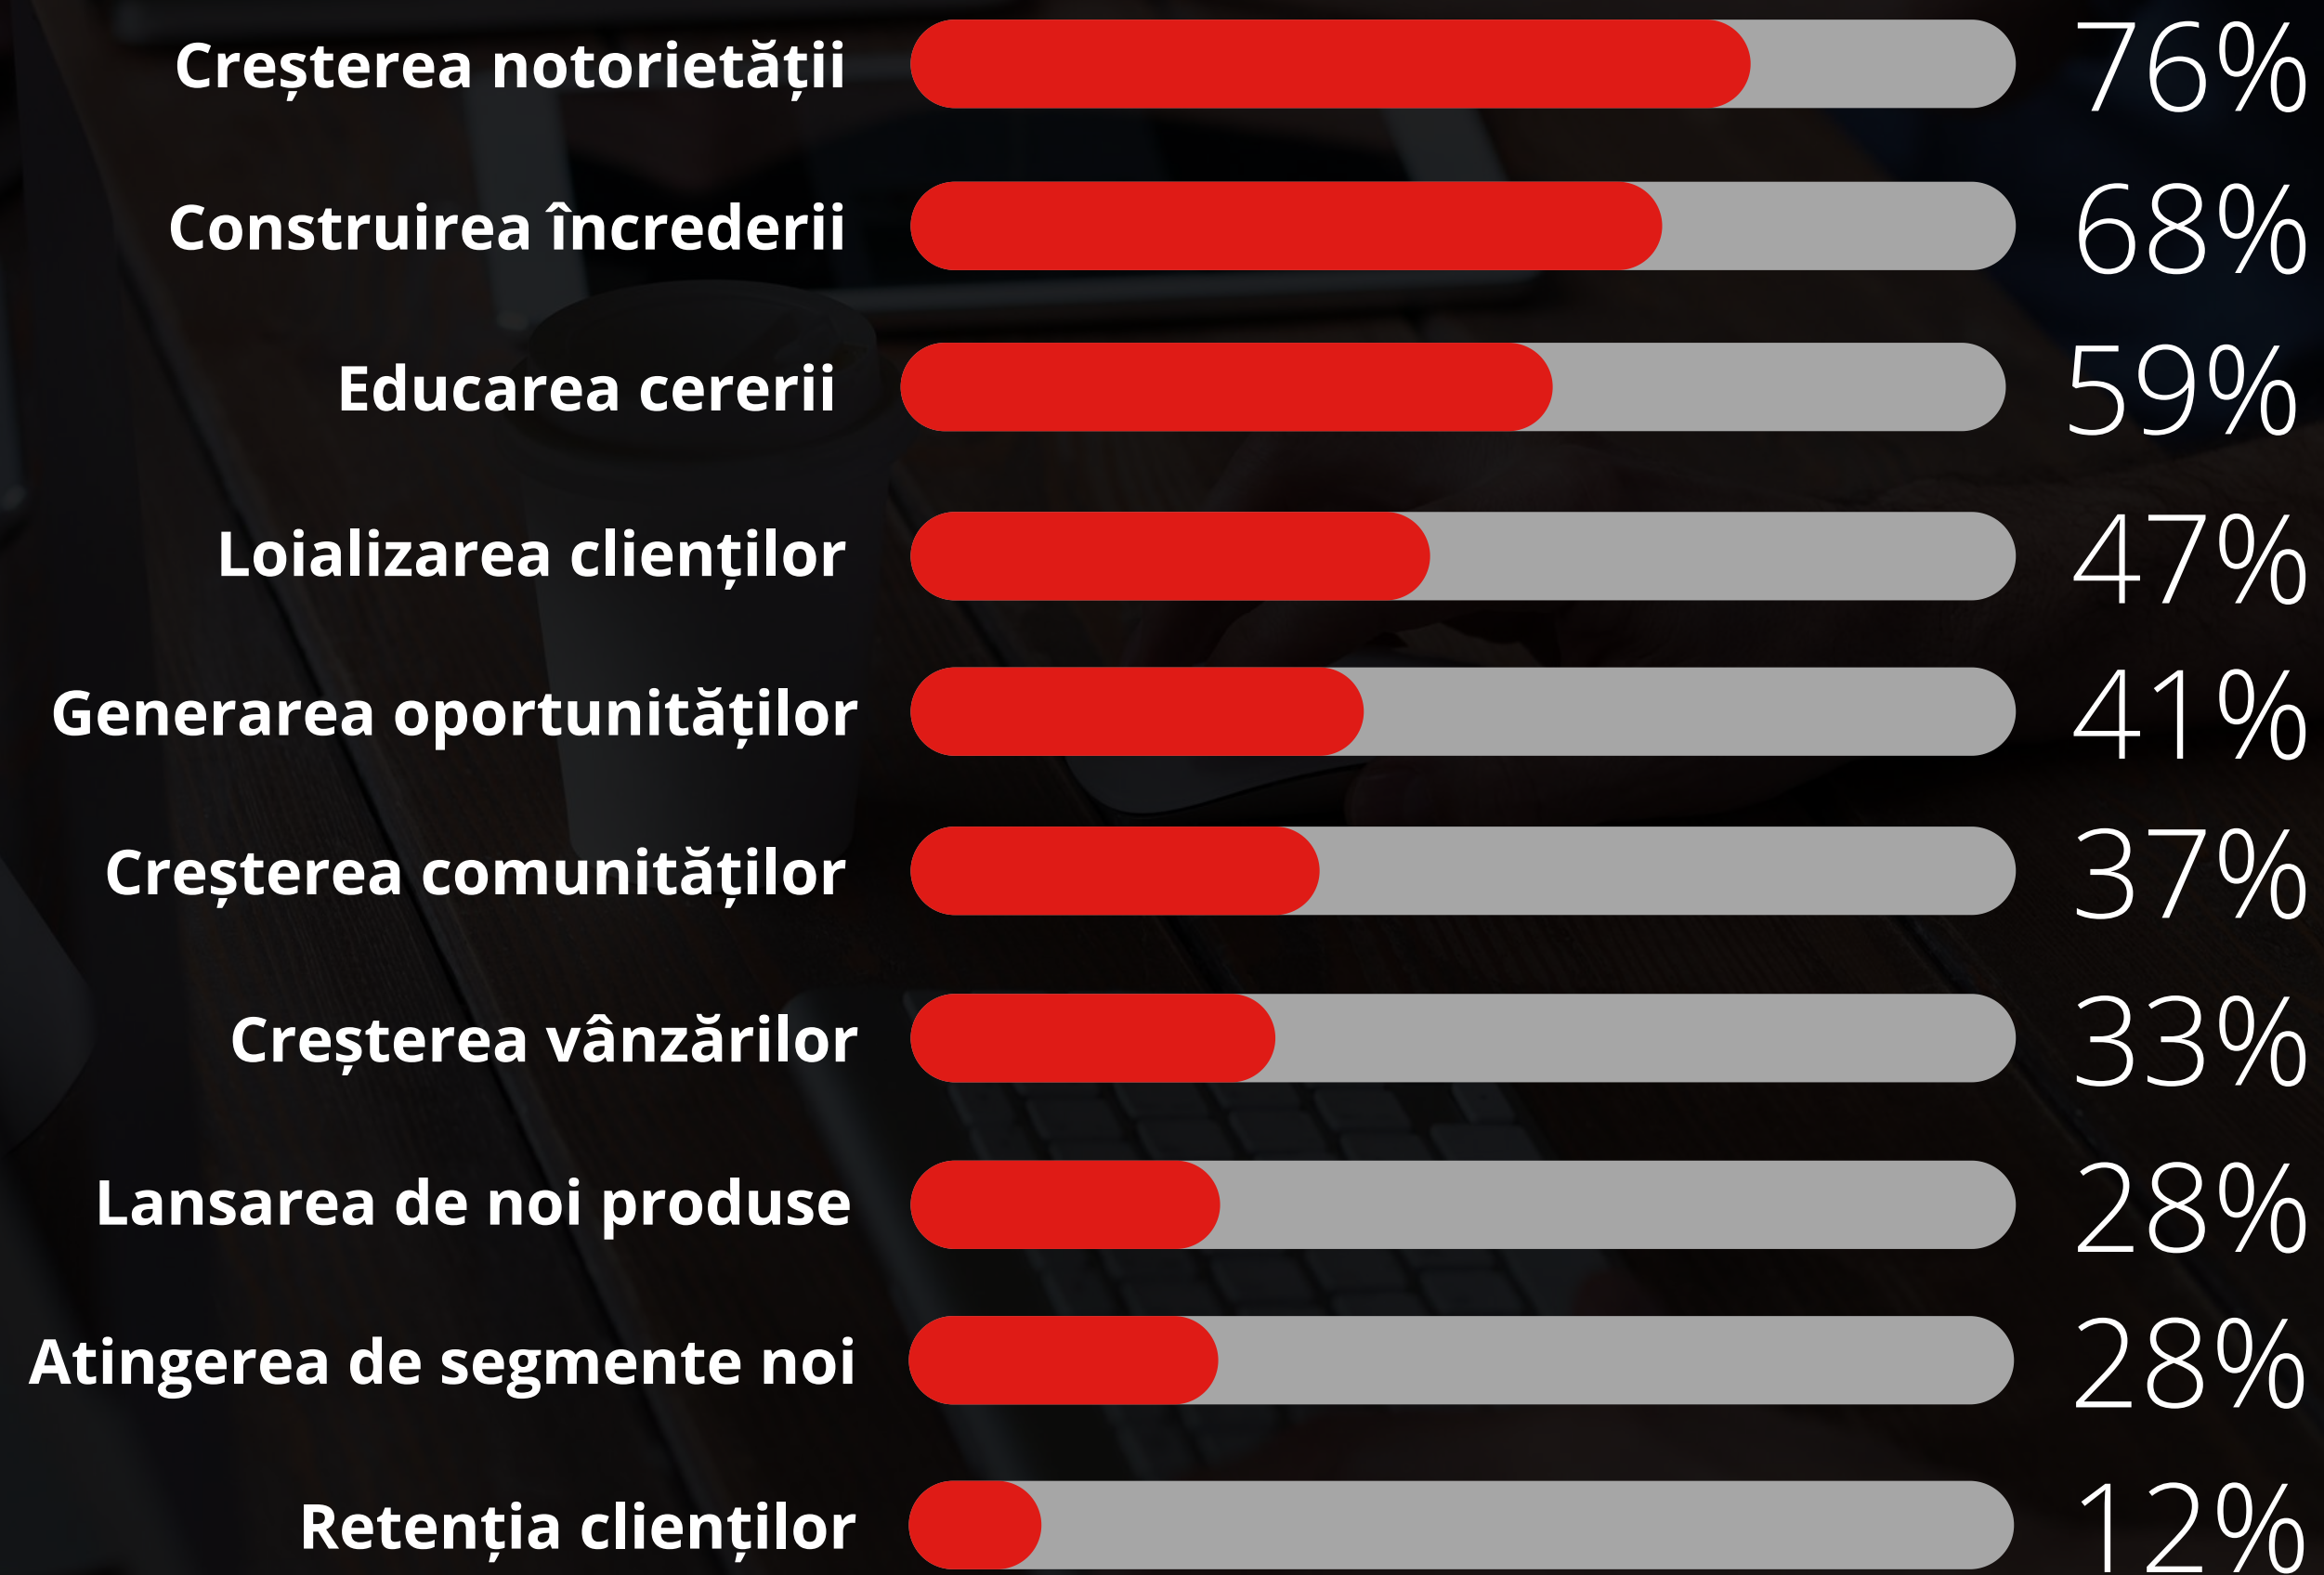 Creșterea notorietății 76%
Construirea încrederii 68%
Educarea cererii 59%
Loializarea clienților 47%
Generarea oportunităților 41%
Creșterea comunităților 37%
Creșterea vânzărilor 33%
Lansarea de noi produse 28%
Atingerea de segmente noi 28%
Retenția clienților 12%